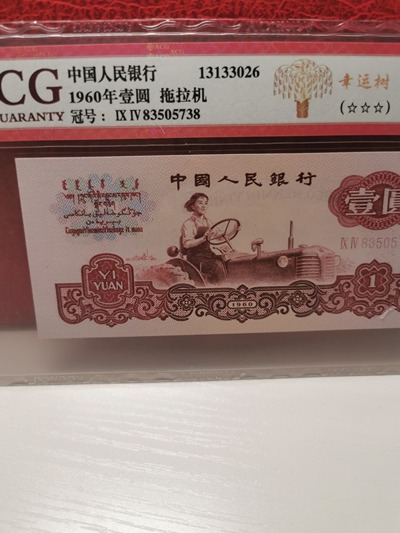 CG 中国人民银行 13133026
UARANTY 1960年壹圆 拖拉机
冠号: IX IV 83505738
幸运树
(☆☆☆)
中國人民銀行
壹圓
IX IV 83505
YI
YUAN
1960
1